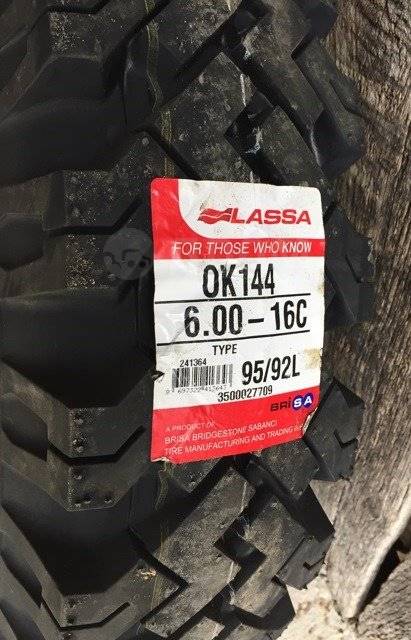 LASSA
FOR THOSE WHO KNOW
OK144
6.00-16C
TYPE
241364
95/92L
3500027709
BRiSA
A PRODUCT OF
BRISA BRIDGESTONE SABANCI
TIRE MANUFACTURING AND TRADING